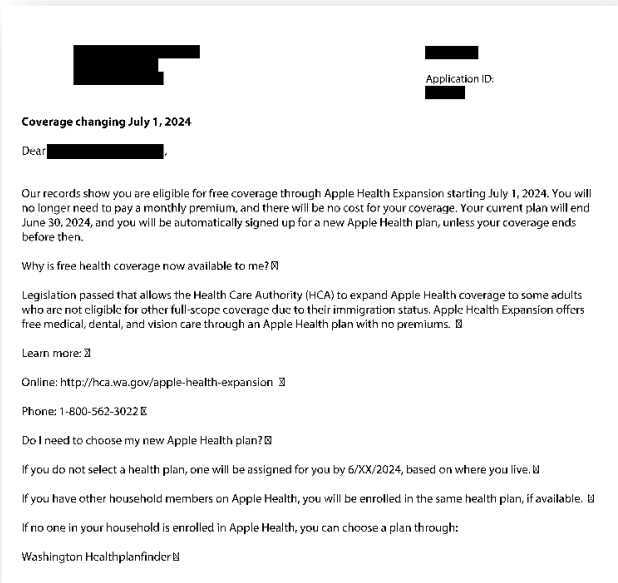 Application ID:
Coverage changing July 1, 2024
Dear ,
Our records show you are eligible for free coverage through Apple Health Expansion starting July 1, 2024. You will
no longer need to pay a monthly premium, and there will be no cost for your coverage. Your current plan will end
June 30, 2024, and you will be automatically signed up for a new Apple Health plan, unless your coverage ends
before then.
Why is free health coverage now available to me?
Legislation passed that allows the Health Care Authority (HCA) to expand Apple Health coverage to some adults
who are not eligible for other full-scope coverage due to their immigration status. Apple Health Expansion offers
free medical, dental, and vision care through an Apple Health plan with no premiums.
Learn more:
Online: http://hca.wa.gov/apple-health-expansion
Phone: 1-800-562-3022
Do I need to choose my new Apple Health plan?
If you do not select a health plan, one will be assigned for you by 6/XX/2024, based on where you live.
If you have other household members on Apple Health, you will be enrolled in the same health plan, if available.
If no one in your household is enrolled in Apple Health, you can choose a plan through:
Washington Healthplanfinder